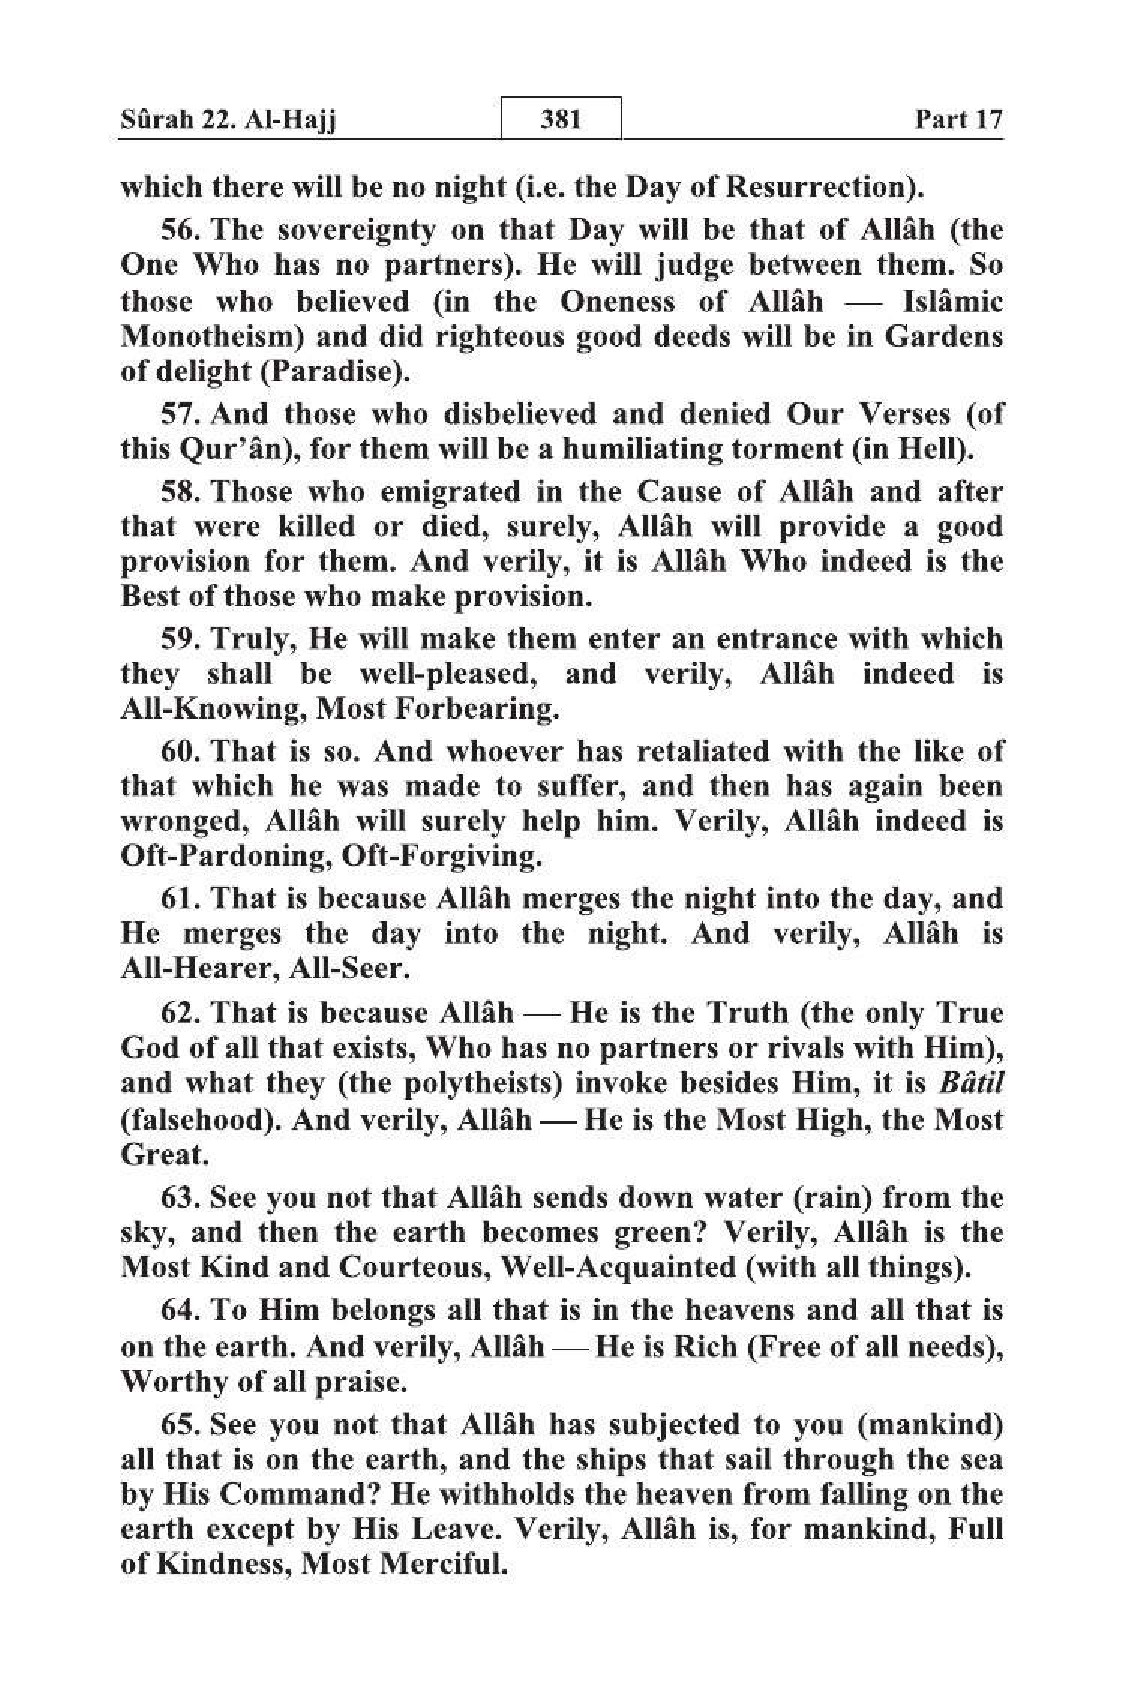 Sûrah 22. Al-Hajj 381 Part 17
which there will be no night (i.e. the Day of Resurrection).
56. The sovereignty on that Day will be that of Allâh (the
One Who has no partners). He will judge between them. So
those who believed (in the Oneness of Allâh — Islâmic
Monotheism) and did righteous good deeds will be in Gardens
of delight (Paradise).
57. And those who disbelieved and denied Our Verses (of
this Qur’ân), for them will be a humiliating torment (in Hell).
58. Those who emigrated in the Cause of Allâh and after
that were killed or died, surely, Allâh will provide a good
provision for them. And verily, it is Allâh Who indeed is the
Best of those who make provision.
59. Truly, He will make them enter an entrance with which
they shall be well-pleased, and verily, Allâh indeed is
All-Knowing, Most Forbearing.
60. That is so. And whoever has retaliated with the like of
that which he was made to suffer, and then has again been
wronged, Allâh will surely help him. Verily, Allâh indeed is
Oft-Pardoning, Oft-Forgiving.
61. That is because Allâh merges the night into the day, and
He merges the day into the night. And verily, Allâh is
All-Hearer, All-Seer.
62. That is because Allâh — He is the Truth (the only True
God of all that exists, Who has no partners or rivals with Him),
and what they (the polytheists) invoke besides Him, it is Bâtil
(falsehood). And verily, Allâh — He is the Most High, the Most
Great.
63. See you not that Allâh sends down water (rain) from the
sky, and then the earth becomes green? Verily, Allâh is the
Most Kind and Courteous, Well-Acquainted (with all things).
64. To Him belongs all that is in the heavens and all that is
on the earth. And verily, Allâh — He is Rich (Free of all needs),
Worthy of all praise.
65. See you not that Allâh has subjected to you (mankind)
all that is on the earth, and the ships that sail through the sea
by His Command? He withholds the heaven from falling on the
earth except by His Leave. Verily, Allâh is, for mankind, Full
of Kindness, Most Merciful.